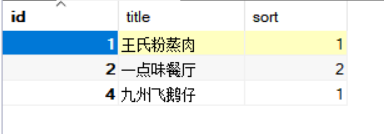 id title sort
1 王氏粉蒸肉 1
2 一点味餐厅 2
4 九州飞鹅仔 1